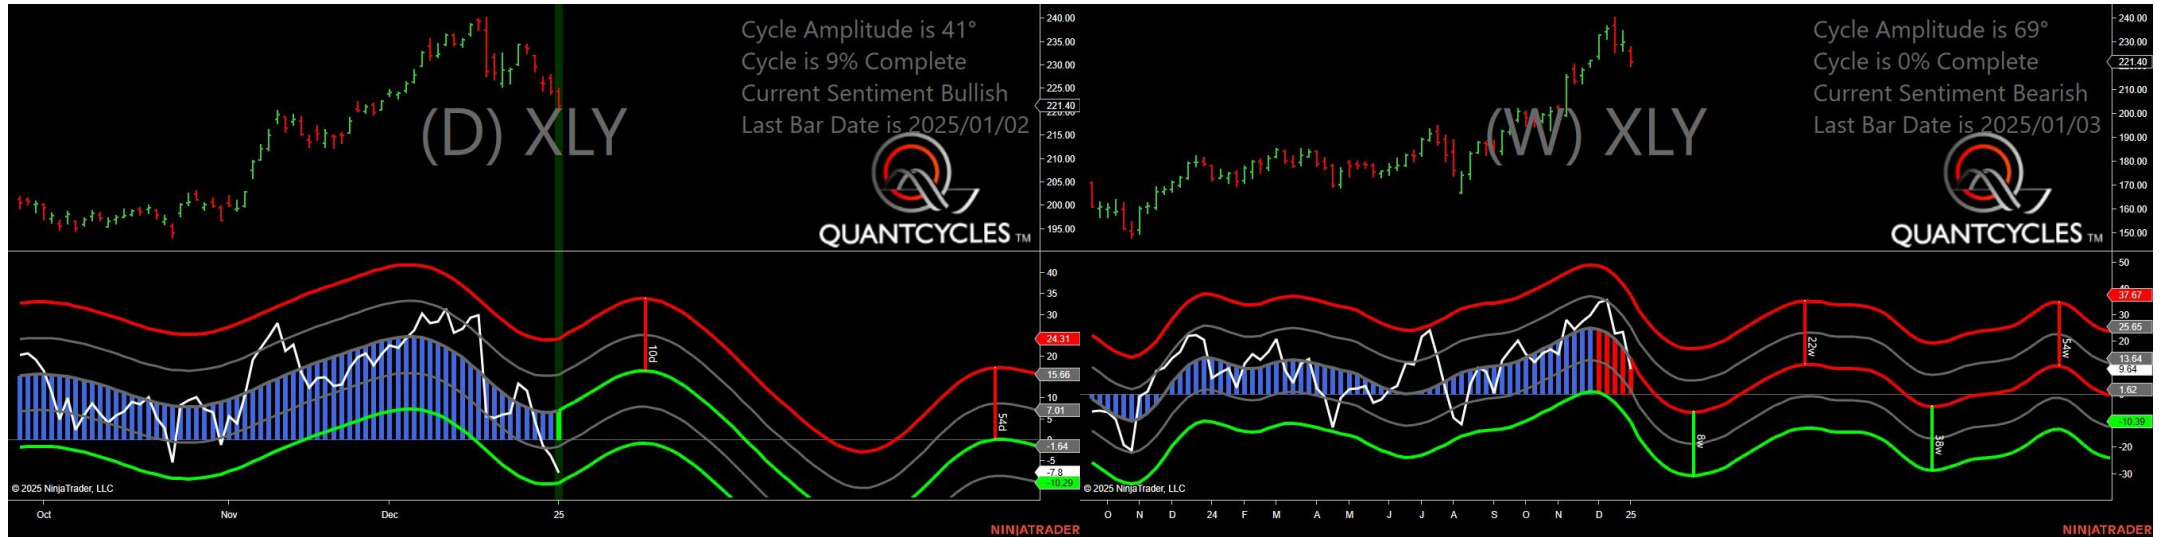 Cycle Amplitude is 41°
Cycle is 9% Complete
Current Sentiment Bullish
Last Bar Date is 2025/01/02
(D) XLY
QUANTCYCLES TM
240.00
235.00
230.00
225.00
221.40
220.00
215.00
210.00
205.00
200.00
195.00
40
35
30
24.31
20
15.66
10
7.01
5
0
-1.64
-5
-7.8
-10.29
10d
54d
© 2025 NinjaTrader, LLC
Oct Nov Dec 25
NINJATRADER
Cycle Amplitude is 69°
Cycle is 0% Complete
Current Sentiment Bearish
Last Bar Date is 2025/01/03
(W) XLY
QUANTCYCLES TM
240.00
230.00
221.40
210.00
200.00
190.00
180.00
170.00
160.00
150.00
50
40
37.67
30
25.65
20
13.64
9.64
1.62
-10.39
-20
-30
8w
22w
38w
54w
© 2025 NinjaTrader, LLC
O N D 24 F M A M J J A S O N D 25
NINJATRADER